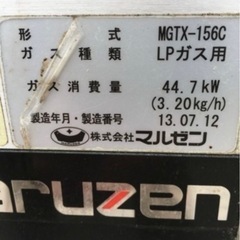 形式 MGTX-156C
ガス種類 LPガス用
ガス消費量 44.7kW
(3.20kg/h)
製造年月・製造番号 13.07.12
株式会社マルゼン
aruzen